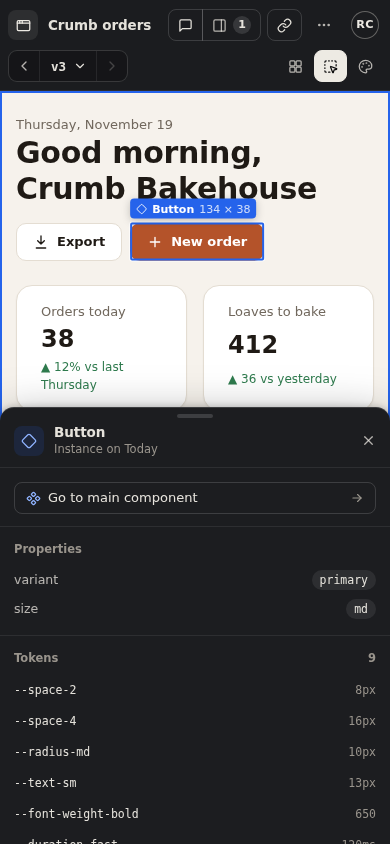 Crumb orders
1
RC
v3
Thursday, November 19
Good morning,
Crumb Bakehouse
Button 134 × 38
Export
New order
Orders today
38
▲ 12% vs last
Thursday
Loaves to bake
412
▲ 36 vs yesterday
Button
Instance on Today
Go to main component
Properties
variant primary
size md
Tokens 9
--space-2 8px
--space-4 16px
--radius-md 10px
--text-sm 13px
--font-weight-bold 650
--duration-fast 120ms